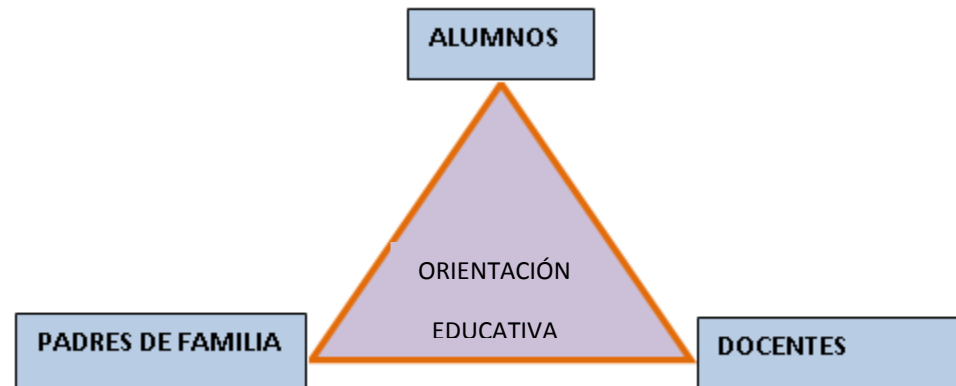 ALUMNOS
ORIENTACIÓN
EDUCATIVA
PADRES DE FAMILIA
DOCENTES